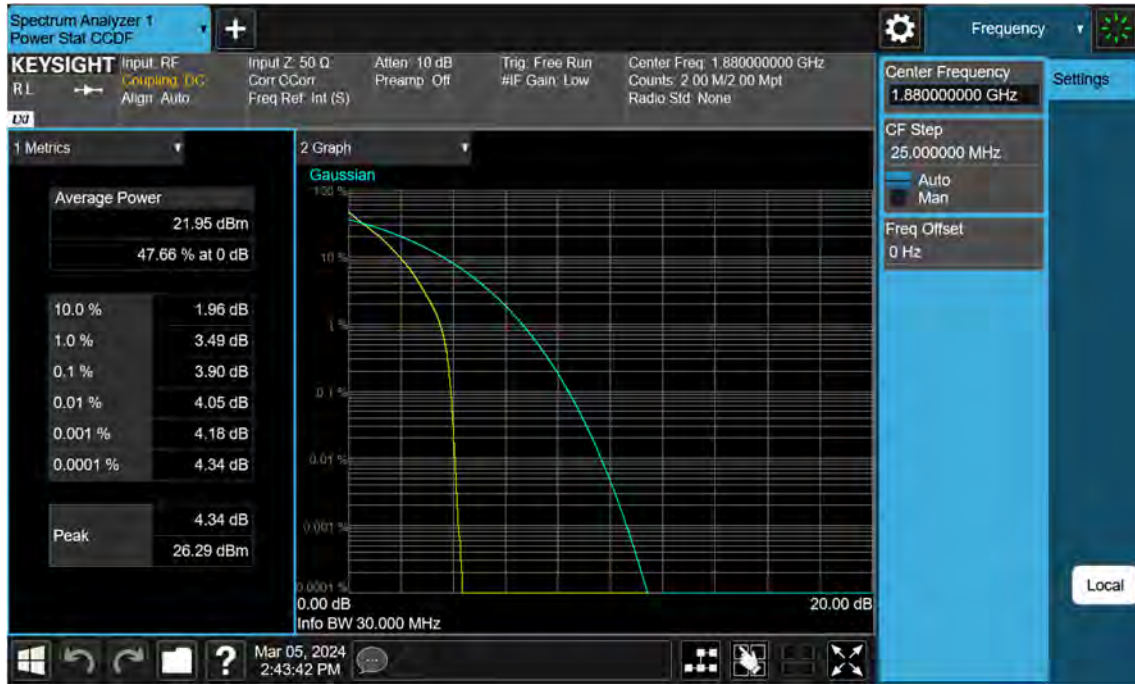 Spectrum Analyzer 1
Power Stat CCDF
+
Frequency
KEYSIGHT
RL
LXI
Input: RF
Coupling: DC
Align: Auto
Input Z: 50 Ω
Corr CCorr
Freq Ref: Int (S)
Atten: 10 dB
Preamp: Off
Trig: Free Run
#IF Gain: Low
Center Freq: 1.880000000 GHz
Counts: 2.00 M/2.00 Mpt
Radio Std: None
1 Metrics
Average Power
21.95 dBm
47.66 % at 0 dB
10.0 % 1.96 dB
1.0 % 3.49 dB
0.1 % 3.90 dB
0.01 % 4.05 dB
0.001 % 4.18 dB
0.0001 % 4.34 dB
Peak
4.34 dB
26.29 dBm
2 Graph
Gaussian
100 %
10 %
1 %
0.1 %
0.01 %
0.001 %
0.0001 %
0.00 dB 20.00 dB
Info BW 30.000 MHz
Center Frequency
1.880000000 GHz
Settings
CF Step
25.000000 MHz
Auto
Man
Freq Offset
0 Hz
Local
?
Mar 05, 2024
2:43:42 PM